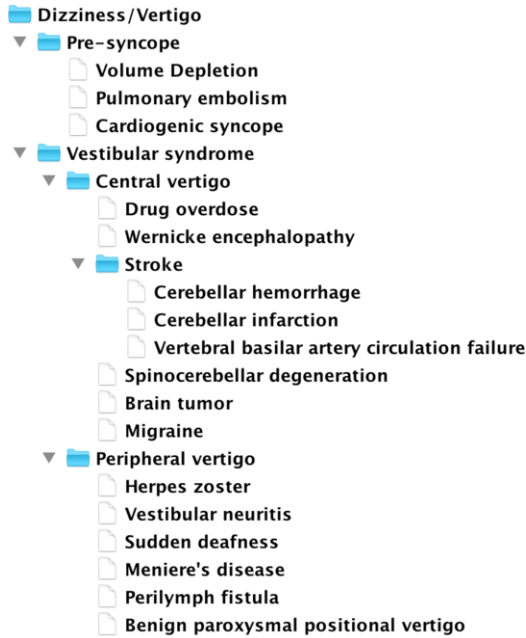 Dizziness/Vertigo
Pre-syncope
Volume Depletion
Pulmonary embolism
Cardiogenic syncope
Vestibular syndrome
Central vertigo
Drug overdose
Wernicke encephalopathy
Stroke
Cerebellar hemorrhage
Cerebellar infarction
Vertebral basilar artery circulation failure
Spinocerebellar degeneration
Brain tumor
Migraine
Peripheral vertigo
Herpes zoster
Vestibular neuritis
Sudden deafness
Meniere's disease
Perilymph fistula
Benign paroxysmal positional vertigo